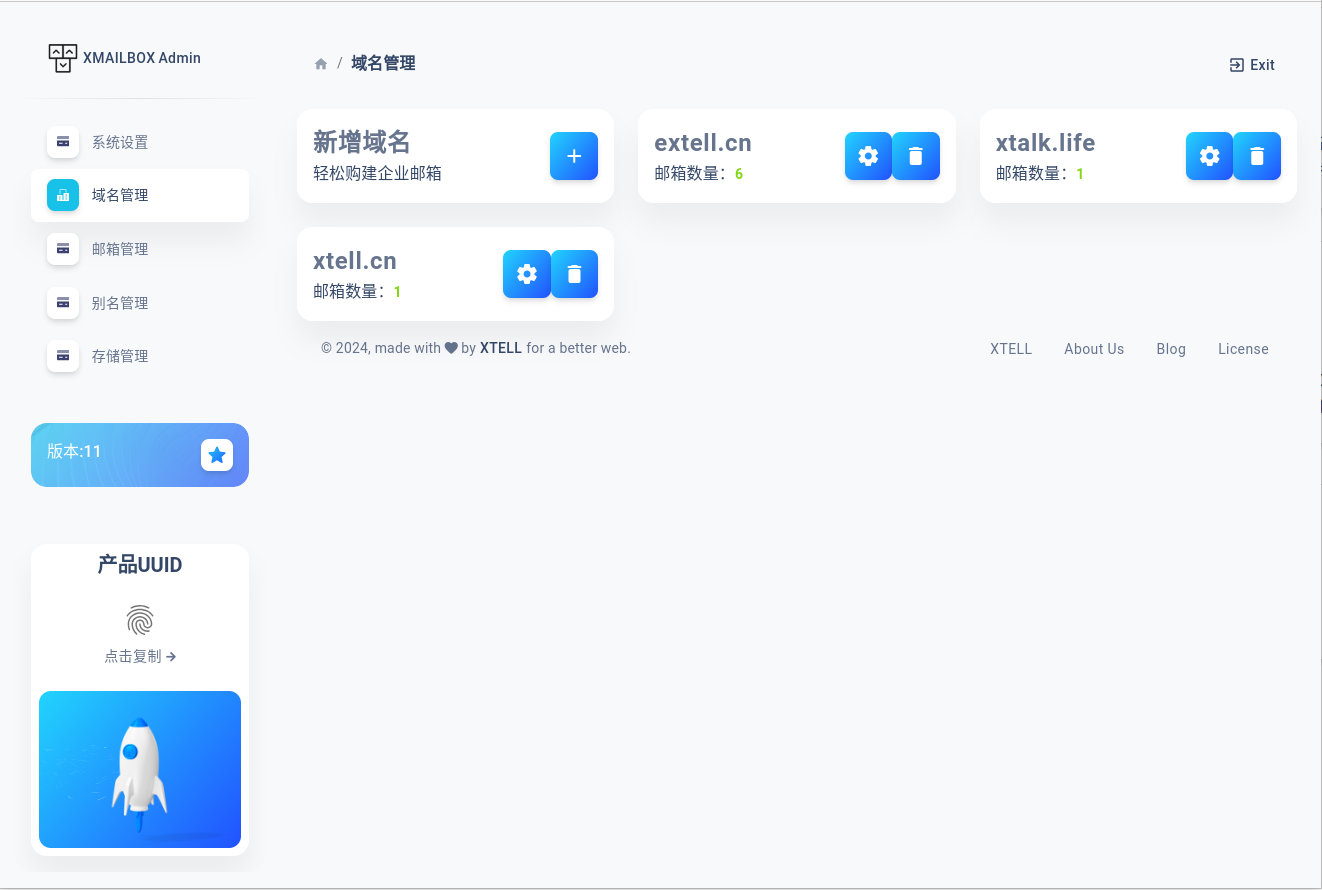 XMAILBOX Admin
系统设置
域名管理
邮箱管理
别名管理
存储管理
版本:11
产品UUID
点击复制
/ 域名管理
Exit
新增域名
轻松购建企业邮箱
extell.cn
邮箱数量：6
xtalk.life
邮箱数量：1
xtell.cn
邮箱数量：1
© 2024, made with by XTELL for a better web.
XTELL
About Us
Blog
License